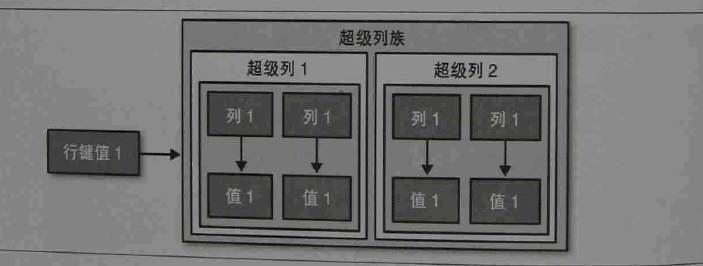 超级列族
超级列 1 超级列 2
列 1 列 1 列 1 列 1
行键值 1
值 1 值 1 值 1 值 1